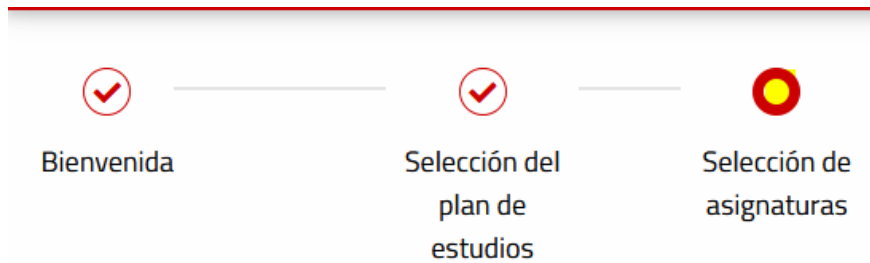 Bienvenida
Selección del
plan de
estudios
Selección de
asignaturas